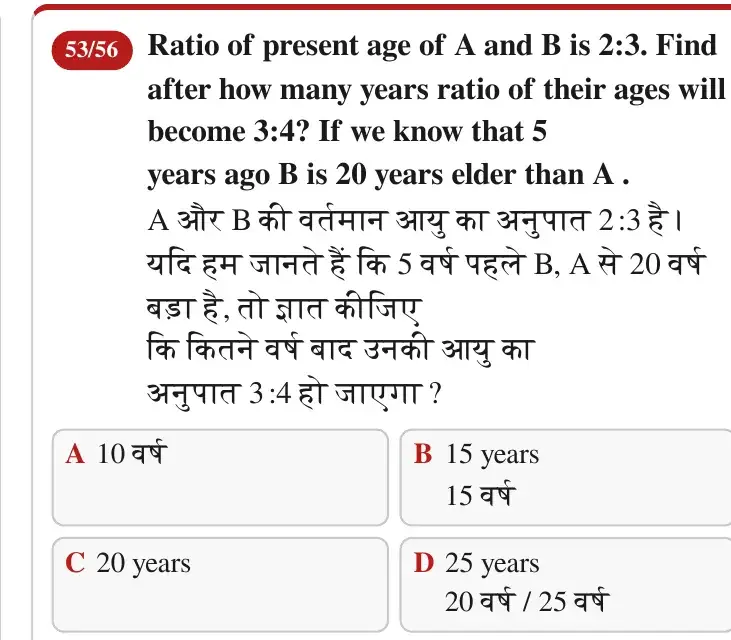 53/56 Ratio of present age of A and B is 2:3. Find
after how many years ratio of their ages will
become 3:4? If we know that 5
years ago B is 20 years elder than A .
A और B की वर्तमान आयु का अनुपात 2:3 है।
यदि हम जानते हैं कि 5 वर्ष पहले B, A से 20 वर्ष
बड़ा है, तो ज्ञात कीजिए
कि कितने वर्ष बाद उनकी आयु का
अनुपात 3:4 हो जाएगा ?
A 10 वर्ष
B 15 years
15 वर्ष
C 20 years
D 25 years
20 वर्ष / 25 वर्ष